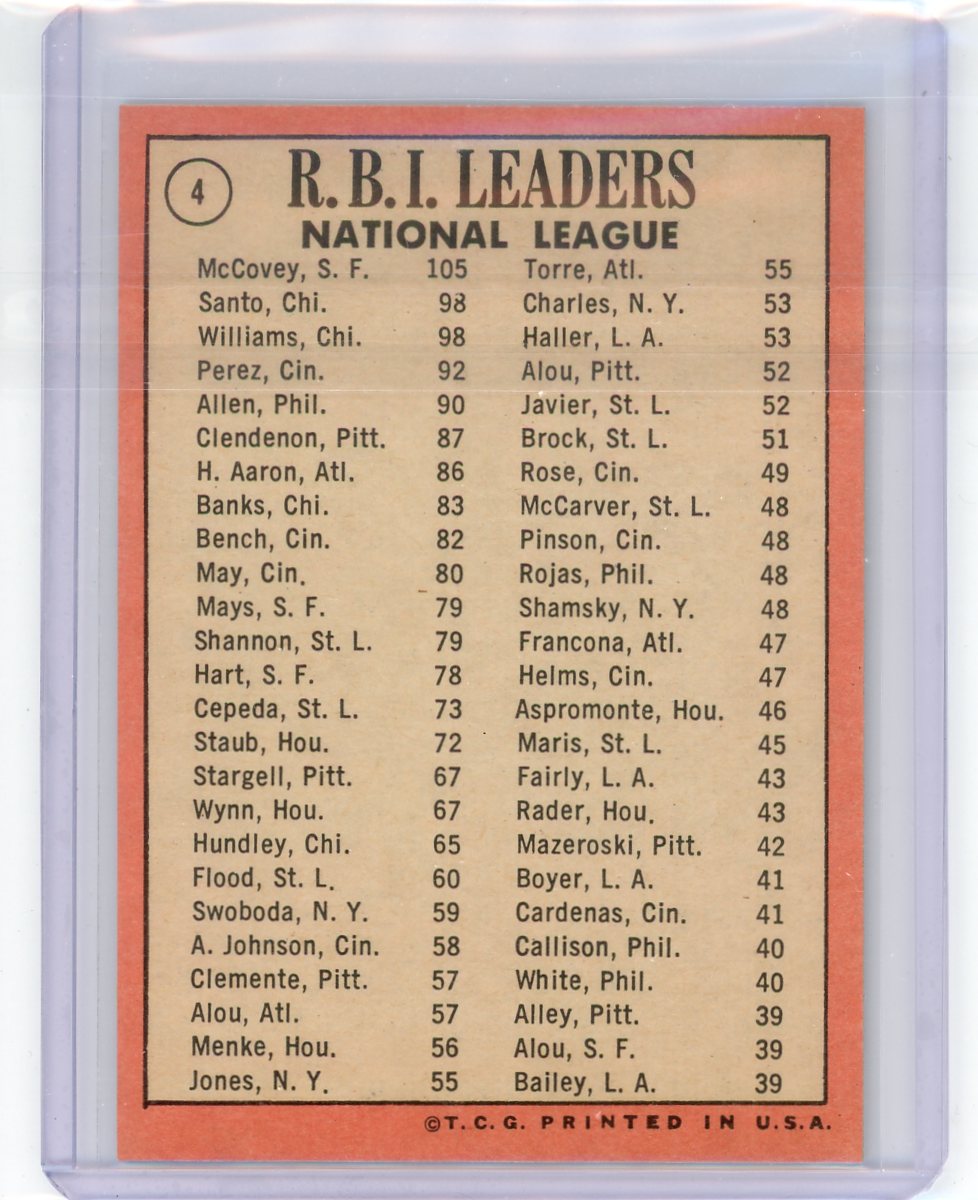 4
R. B. I. LEADERS
NATIONAL LEAGUE
McCovey, S. F. 105
Santo, Chi. 98
Williams, Chi. 98
Perez, Cin. 92
Allen, Phil. 90
Clendenon, Pitt. 87
H. Aaron, Atl. 86
Banks, Chi. 83
Bench, Cin. 82
May, Cin. 80
Mays, S. F. 79
Shannon, St. L. 79
Hart, S. F. 78
Cepeda, St. L. 73
Staub, Hou. 72
Stargell, Pitt. 67
Wynn, Hou. 67
Hundley, Chi. 65
Flood, St. L. 60
Swoboda, N. Y. 59
A. Johnson, Cin. 58
Clemente, Pitt. 57
Alou, Atl. 57
Menke, Hou. 56
Jones, N. Y. 55
Torre, Atl. 55
Charles, N. Y. 53
Haller, L. A. 53
Alou, Pitt. 52
Javier, St. L. 52
Brock, St. L. 51
Rose, Cin. 49
McCarver, St. L. 48
Pinson, Cin. 48
Rojas, Phil. 48
Shamsky, N. Y. 48
Francona, Atl. 47
Helms, Cin. 47
Aspromonte, Hou. 46
Maris, St. L. 45
Fairly, L. A. 43
Rader, Hou. 43
Mazeroski, Pitt. 42
Boyer, L. A. 41
Cardenas, Cin. 41
Callison, Phil. 40
White, Phil. 40
Alley, Pitt. 39
Alou, S. F. 39
Bailey, L. A. 39
©T. C. G. PRINTED IN U.S.A.